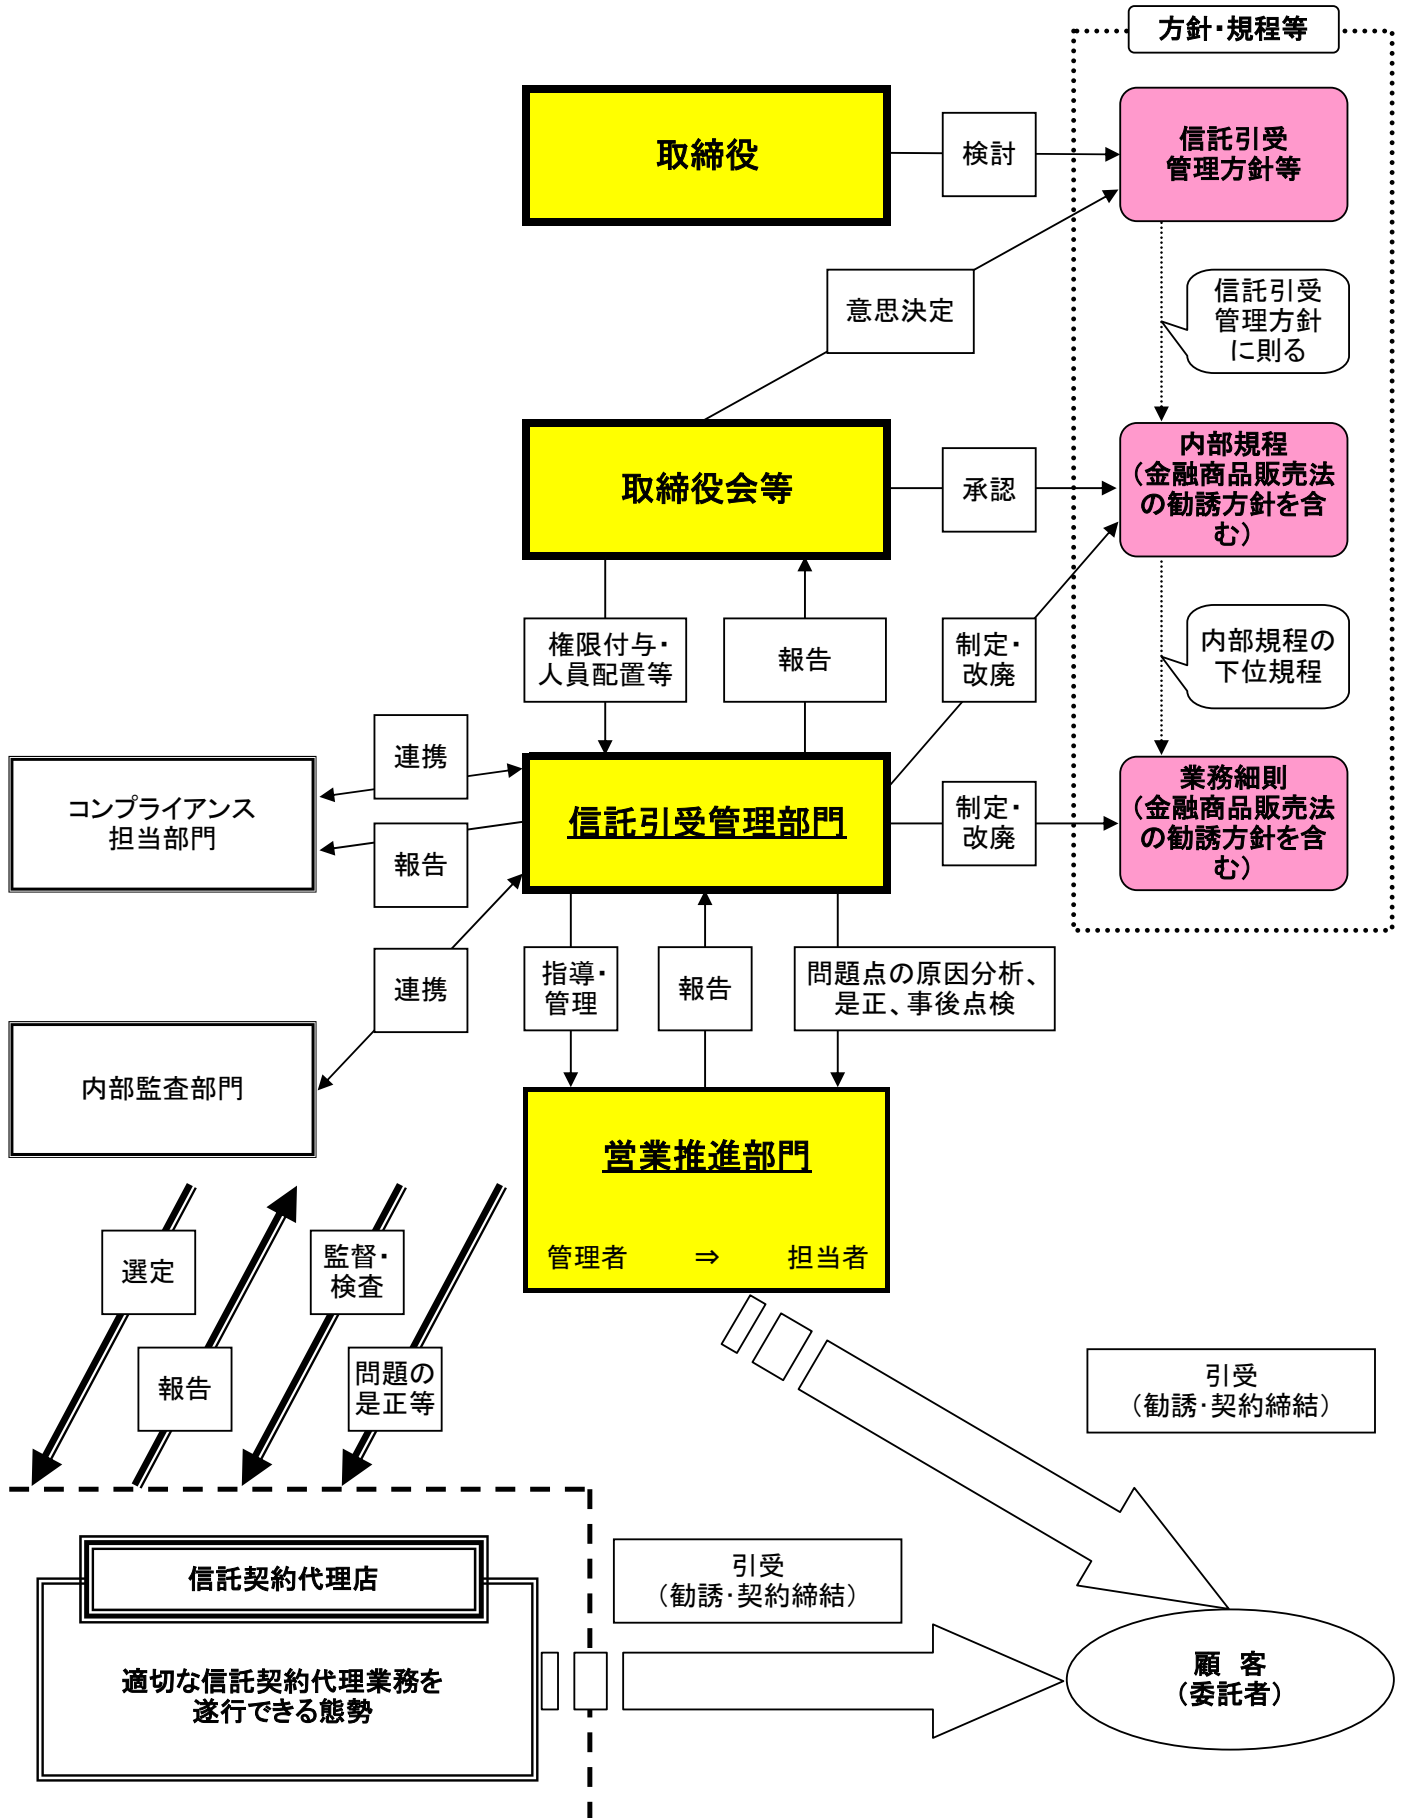 方針・規程等
取締役
検討
信託引受
管理方針等
意思決定
信託引受
管理方針
に則る
取締役会等
承認
内部規程
（金融商品販売法
の勧誘方針を含
む）
権限付与・
人員配置等
報告
制定・
改廃
内部規程の
下位規程
連携
コンプライアンス
担当部門
報告
信託引受管理部門
制定・
改廃
業務細則
（金融商品販売法
の勧誘方針を含
む）
連携
指導・
管理
報告
問題点の原因分析、
是正、事後点検
内部監査部門
営業推進部門
管理者　⇒　担当者
選定
報告
監督・
検査
問題の
是正等
引受
（勧誘・契約締結）
信託契約代理店
適切な信託契約代理業務を
遂行できる態勢
引受
（勧誘・契約締結）
顧　客
（委託者）